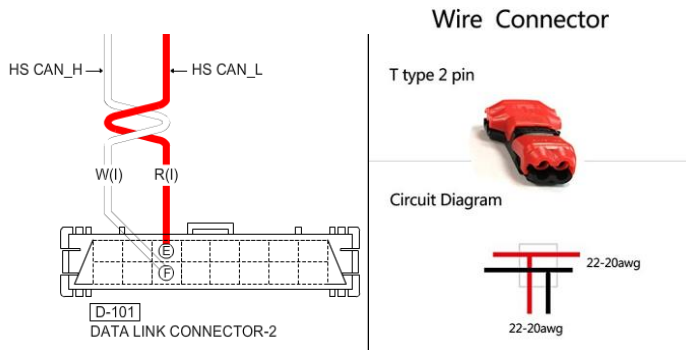 HS CAN_H
HS CAN_L
W(I)
R(I)
E
F
D-101
DATA LINK CONNECTOR-2
Wire Connector
T type 2 pin
Circuit Diagram
22-20awg
22-20awg